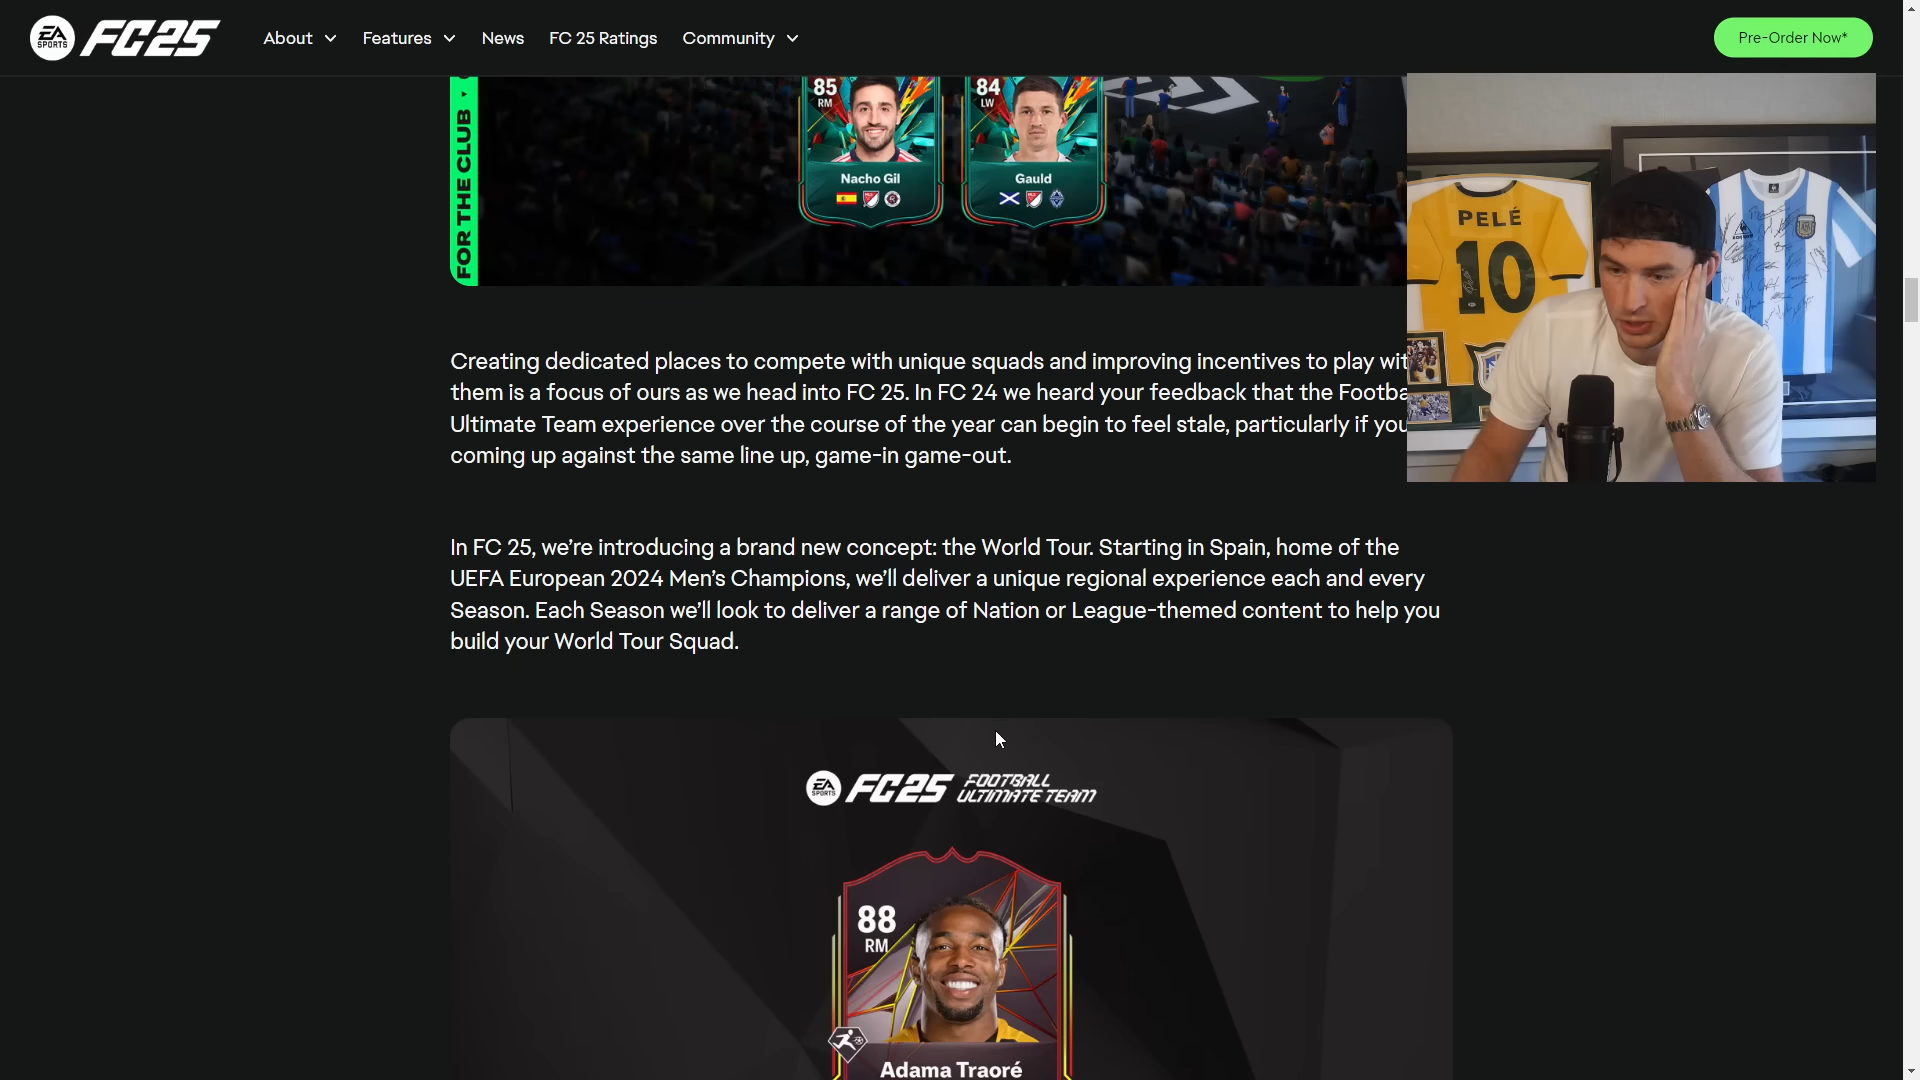 EA SPORTS FC25
About
Features
News
FC 25 Ratings
Community
Pre-Order Now*
FOR THE CLUB
85
RM
Nacho Gil
84
LW
Gauld
PELÉ
10
Creating dedicated places to compete with unique squads and improving incentives to play wit
them is a focus of ours as we head into FC 25. In FC 24 we heard your feedback that the Footba
Ultimate Team experience over the course of the year can begin to feel stale, particularly if you
coming up against the same line up, game-in game-out.
In FC 25, we’re introducing a brand new concept: the World Tour. Starting in Spain, home of the
UEFA European 2024 Men’s Champions, we’ll deliver a unique regional experience each and every
Season. Each Season we’ll look to deliver a range of Nation or League-themed content to help you
build your World Tour Squad.
EA SPORTS FC25 FOOTBALL
ULTIMATE TEAM
88
RM
Adama Traoré